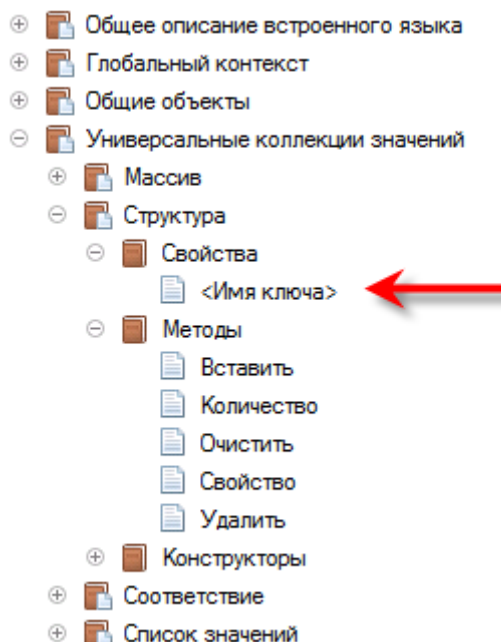 Общее описание встроенного языка
Глобальный контекст
Общие объекты
Универсальные коллекции значений
Массив
Структура
Свойства
<Имя ключа>
Методы
Вставить
Количество
Очистить
Свойство
Удалить
Конструкторы
Соответствие
Список значений